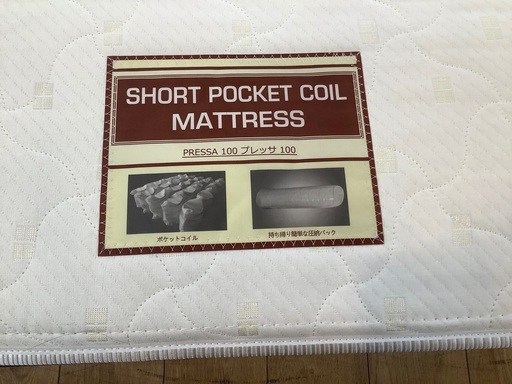 SHORT POCKET COIL
MATTRESS
PRESSA 100 プレッサ 100
ポケットコイル
持ち帰り簡単な圧縮パック